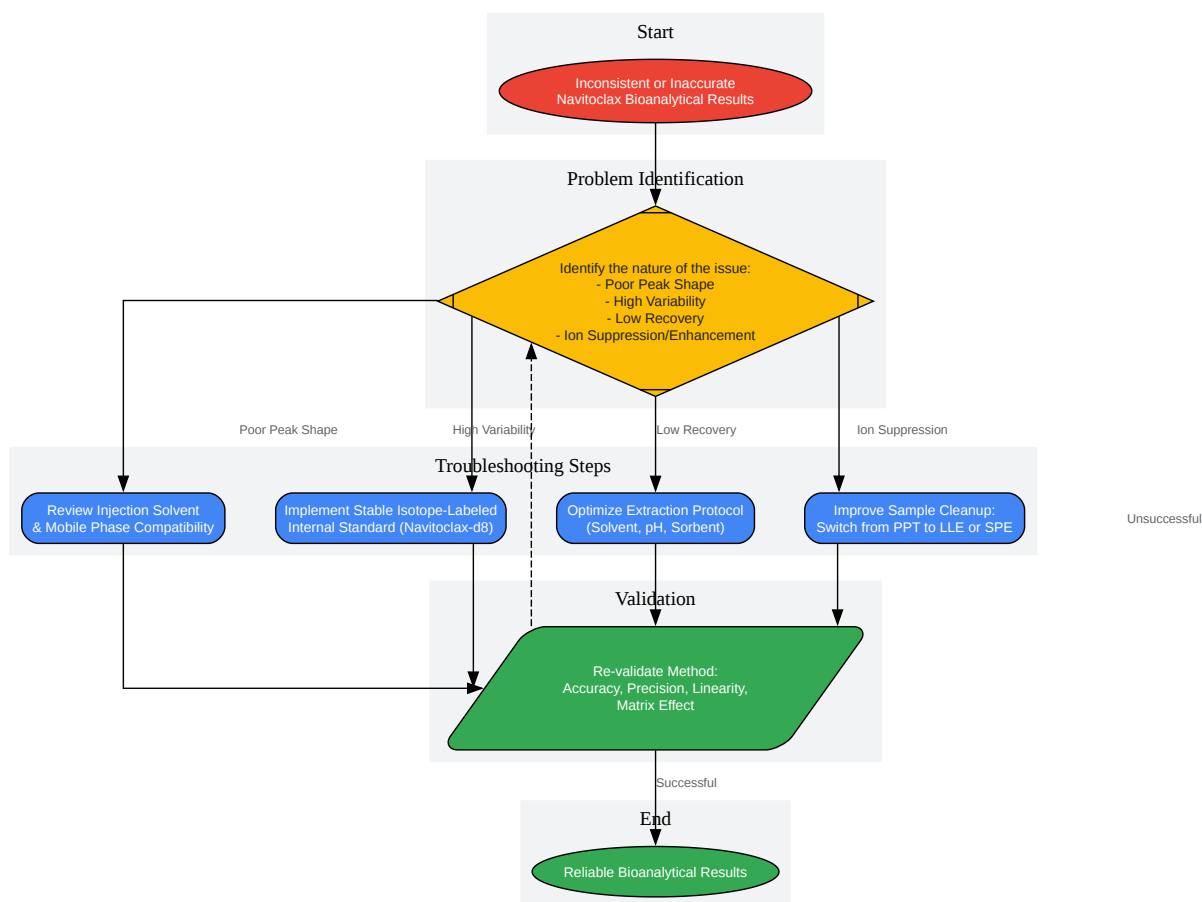 Start
Inconsistent or Inaccurate
Navitoclax Bioanalytical Results
Problem Identification
Identify the nature of the issue:
- Poor Peak Shape
- High Variability
- Low Recovery
- Ion Suppression/Enhancement
Poor Peak Shape
High Variability
Low Recovery
Ion Suppression
Troubleshooting Steps
Review Injection Solvent
& Mobile Phase Compatibility
Implement Stable Isotope-Labeled
Internal Standard (Navitoclax-d8)
Optimize Extraction Protocol
(Solvent, pH, Sorbent)
Improve Sample Cleanup:
Switch from PPT to LLE or SPE
Unsuccessful
Validation
Re-validate Method:
Accuracy, Precision, Linearity,
Matrix Effect
Successful
End
Reliable Bioanalytical Results